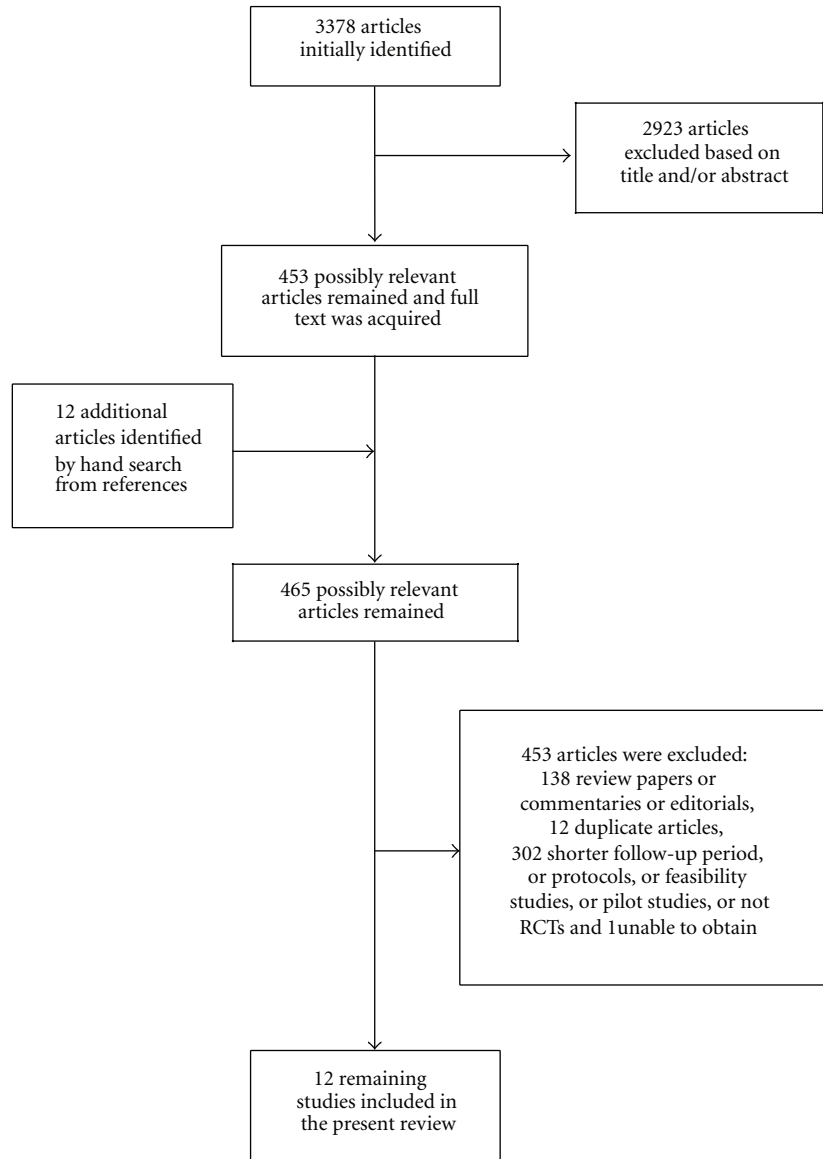 3378 articles
initially identified
2923 articles
excluded based on
title and/or abstract
453 possibly relevant
articles remained and full
text was acquired
12 additional
articles identified
by hand search
from references
465 possibly relevant
articles remained
453 articles were excluded:
138 review papers or
commentaries or editorials,
12 duplicate articles,
302 shorter follow-up period,
or protocols, or feasibility
studies, or pilot studies, or not
RCTs and 1unable to obtain
12 remaining
studies included in
the present review